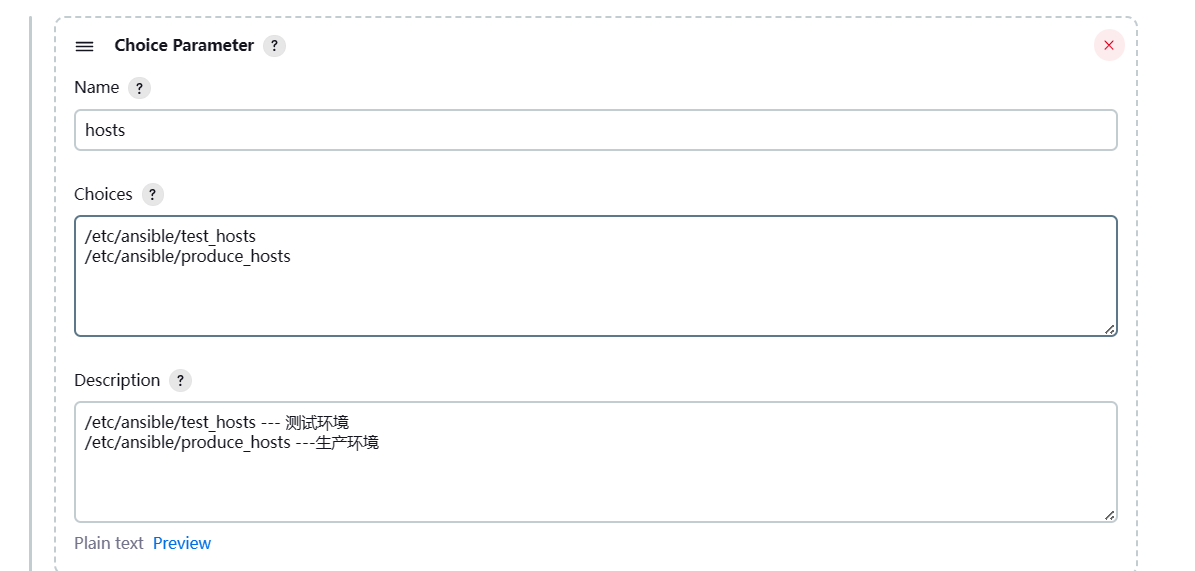 Choice Parameter ?
Name ?
hosts
Choices ?
/etc/ansible/test_hosts
/etc/ansible/produce_hosts
Description ?
/etc/ansible/test_hosts --- 测试环境
/etc/ansible/produce_hosts ---生产环境
Plain text Preview